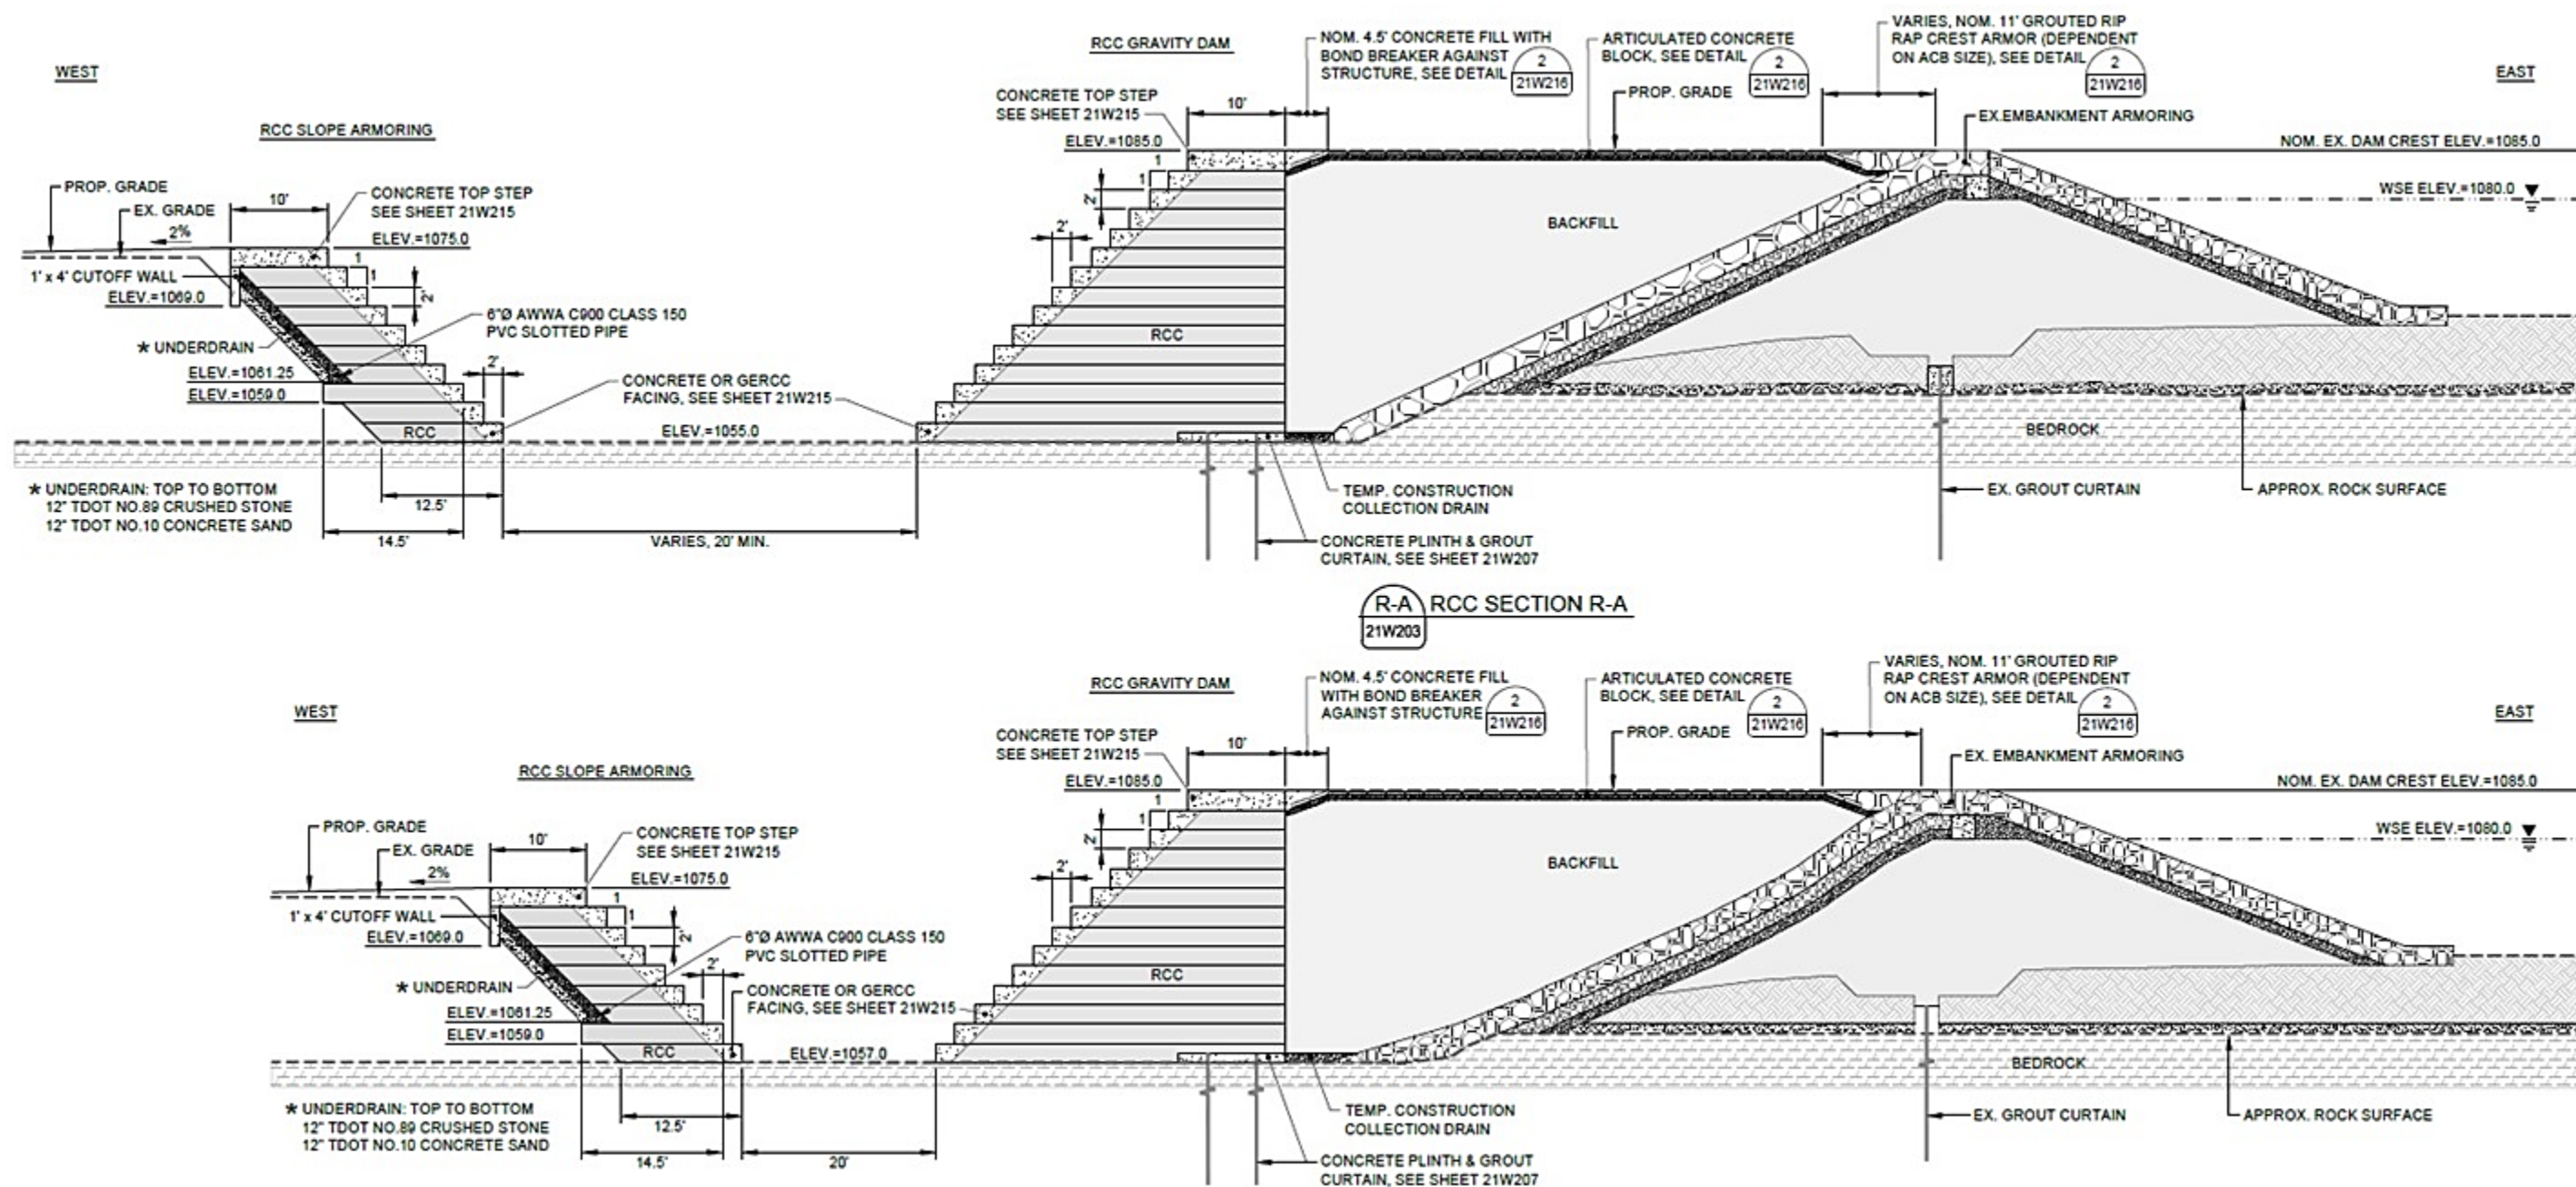 RCC GRAVITY DAM
WEST
NOM. 4.5' CONCRETE FILL WITH
BOND BREAKER AGAINST
STRUCTURE, SEE DETAIL
2
21W216
ARTICULATED CONCRETE
BLOCK, SEE DETAIL
2
21W216
VARIES, NOM. 11' GROUTED RIP
RAP CREST ARMOR (DEPENDENT
ON ACB SIZE), SEE DETAIL
2
21W216
EAST
CONCRETE TOP STEP
SEE SHEET 21W215
10'
PROP. GRADE
EX.EMBANKMENT ARMORING
RCC SLOPE ARMORING
ELEV.=1085.0
NOM. EX. DAM CREST ELEV.=1085.0
1
1
2'
2'
PROP. GRADE
EX. GRADE
2%
10'
CONCRETE TOP STEP
SEE SHEET 21W215
ELEV.=1075.0
WSE ELEV.=1080.0
BACKFILL
1' x 4' CUTOFF WALL
ELEV.=1069.0
1
1
2'
6"Ø AWWA C900 CLASS 150
PVC SLOTTED PIPE
* UNDERDRAIN
RCC
ELEV.=1061.25
ELEV.=1059.0
2'
CONCRETE OR GERCC
FACING, SEE SHEET 21W215
RCC
ELEV.=1055.0
BEDROCK
* UNDERDRAIN: TOP TO BOTTOM
12" TDOT NO.89 CRUSHED STONE
12" TDOT NO.10 CONCRETE SAND
12.5'
14.5'
VARIES, 20' MIN.
TEMP. CONSTRUCTION
COLLECTION DRAIN
CONCRETE PLINTH & GROUT
CURTAIN, SEE SHEET 21W207
EX. GROUT CURTAIN
APPROX. ROCK SURFACE
R-A
21W203
RCC SECTION R-A
RCC GRAVITY DAM
WEST
NOM. 4.5' CONCRETE FILL
WITH BOND BREAKER
AGAINST STRUCTURE
2
21W216
ARTICULATED CONCRETE
BLOCK, SEE DETAIL
2
21W216
VARIES, NOM. 11' GROUTED RIP
RAP CREST ARMOR (DEPENDENT
ON ACB SIZE), SEE DETAIL
2
21W216
EAST
CONCRETE TOP STEP
SEE SHEET 21W215
10'
PROP. GRADE
EX. EMBANKMENT ARMORING
RCC SLOPE ARMORING
ELEV.=1085.0
NOM. EX. DAM CREST ELEV.=1085.0
1
1
2'
2'
PROP. GRADE
EX. GRADE
2%
10'
CONCRETE TOP STEP
SEE SHEET 21W215
ELEV.=1075.0
WSE ELEV.=1080.0
BACKFILL
1' x 4' CUTOFF WALL
ELEV.=1069.0
1
1
2'
6"Ø AWWA C900 CLASS 150
PVC SLOTTED PIPE
* UNDERDRAIN
2'
RCC
CONCRETE OR GERCC
FACING, SEE SHEET 21W215
ELEV.=1061.25
ELEV.=1059.0
RCC
ELEV.=1057.0
BEDROCK
* UNDERDRAIN: TOP TO BOTTOM
12" TDOT NO.89 CRUSHED STONE
12" TDOT NO.10 CONCRETE SAND
12.5'
14.5'
20'
TEMP. CONSTRUCTION
COLLECTION DRAIN
CONCRETE PLINTH & GROUT
CURTAIN, SEE SHEET 21W207
EX. GROUT CURTAIN
APPROX. ROCK SURFACE